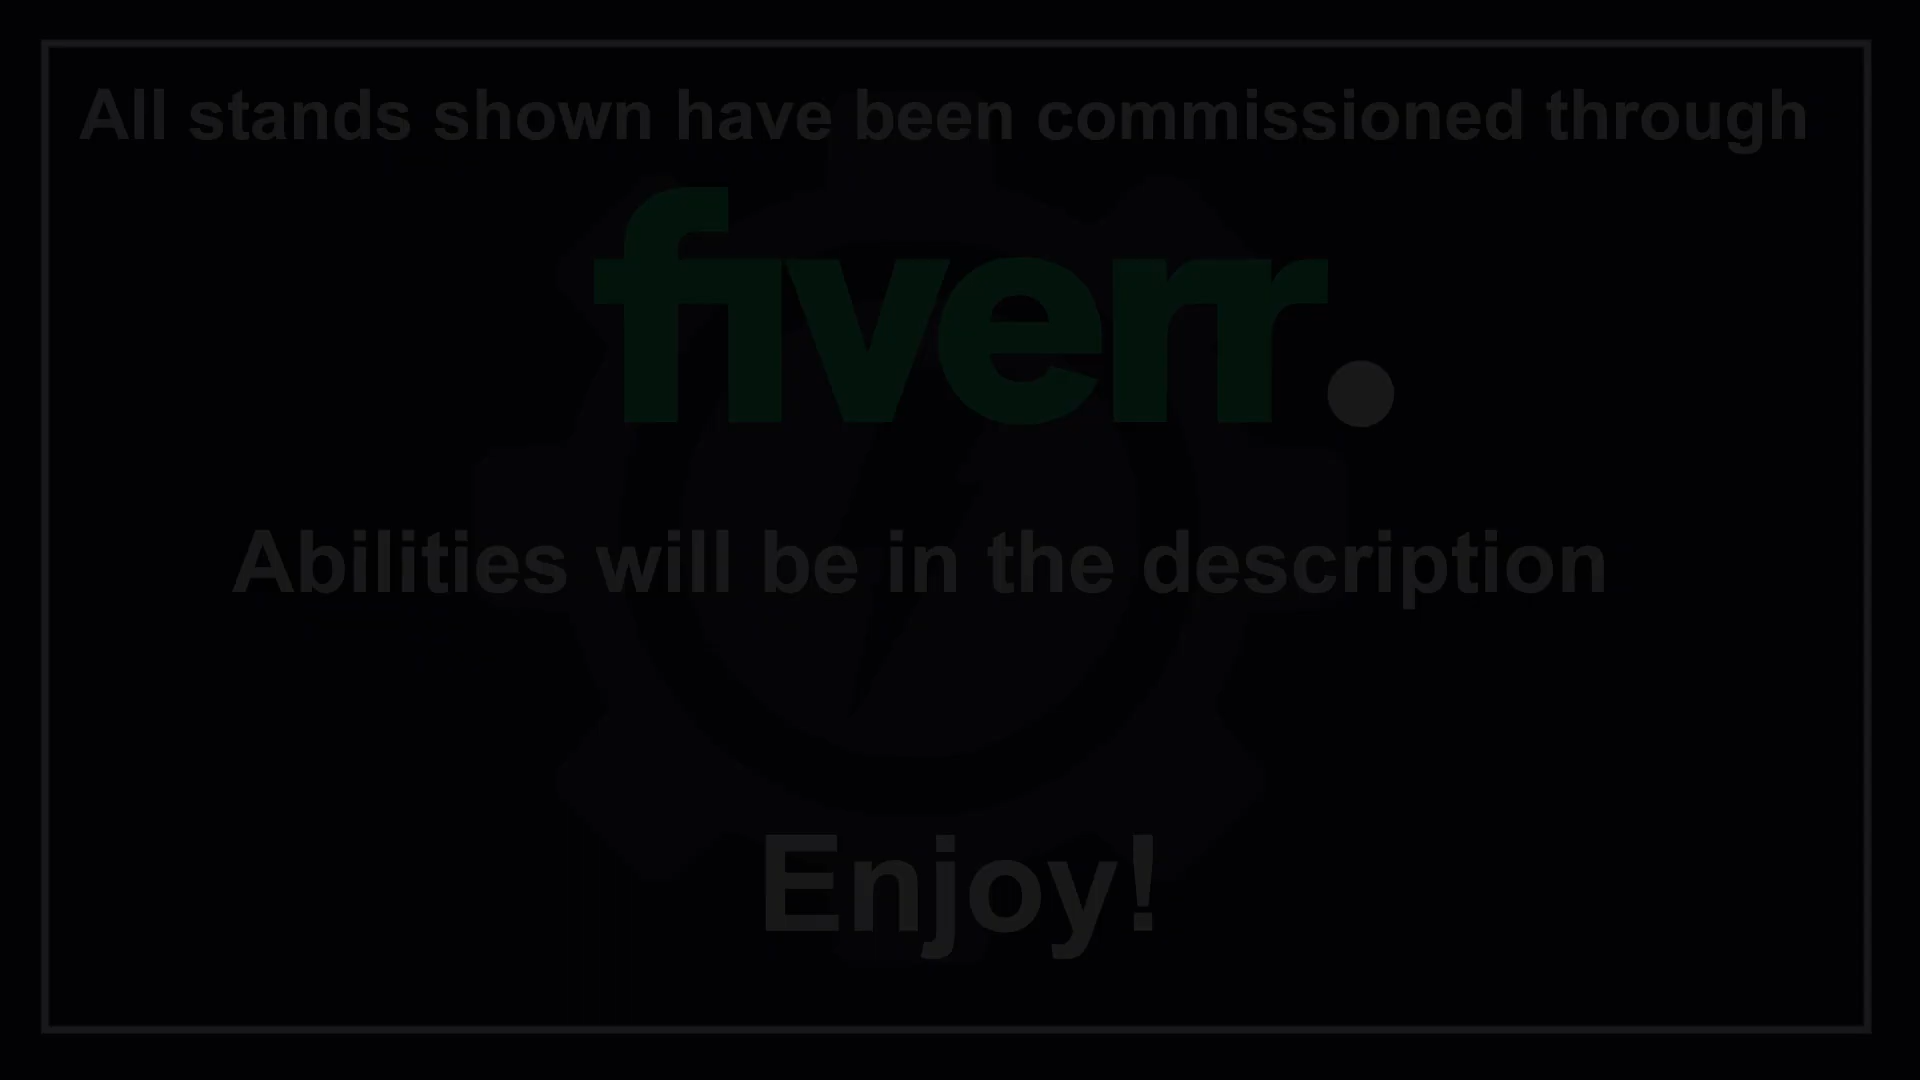 All stands shown have been commissioned through
fiverr.
Abilities will be in the description
Enjoy!